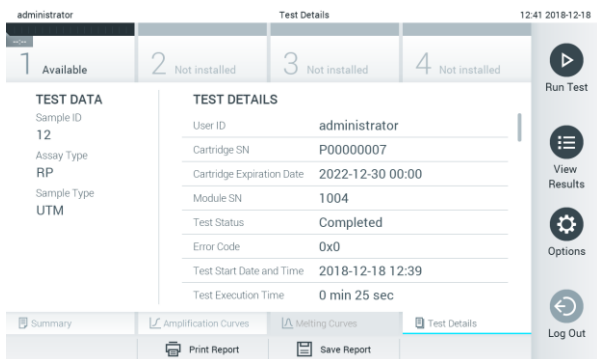 administrator Test Details 12:41 2018-12-18
--:--
1 Available 2 Not installed 3 Not installed 4 Not installed
Run Test
View
Results
Options
Log Out
TEST DATA
Sample ID
12
Assay Type
RP
Sample Type
UTM
TEST DETAILS
User ID administrator
Cartridge SN P00000007
Cartridge Expiration Date 2022-12-30 00:00
Module SN 1004
Test Status Completed
Error Code 0x0
Test Start Date and Time 2018-12-18 12:39
Test Execution Time 0 min 25 sec
Summary Amplification Curves Melting Curves Test Details
Print Report Save Report